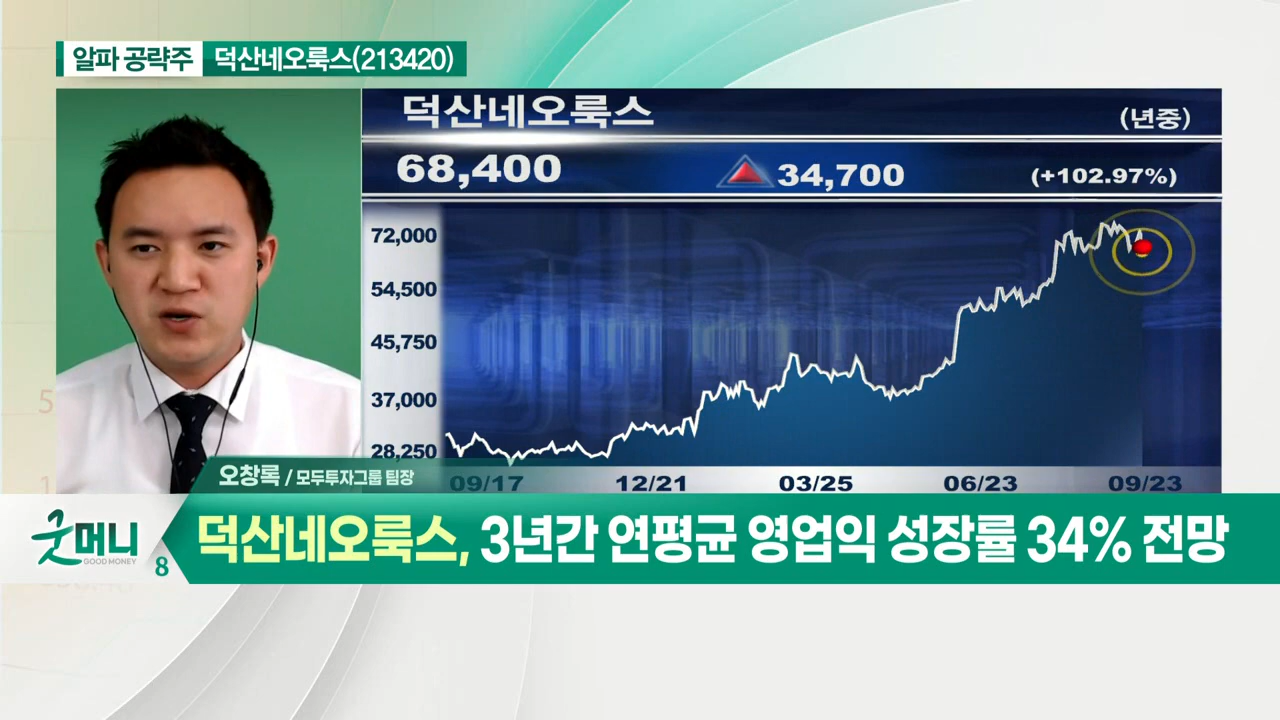 알파 공략주 덕산네오룩스(213420)
덕산네오룩스 (년중)
68,400 34,700 (+102.97%)
72,000
54,500
45,750
37,000
28,250
09/17 12/21 03/25 06/23 09/23
오창록 / 모두투자그룹 팀장
굿머니
GOOD MONEY
8
덕산네오룩스, 3년간 연평균 영업익 성장률 34% 전망
5
1